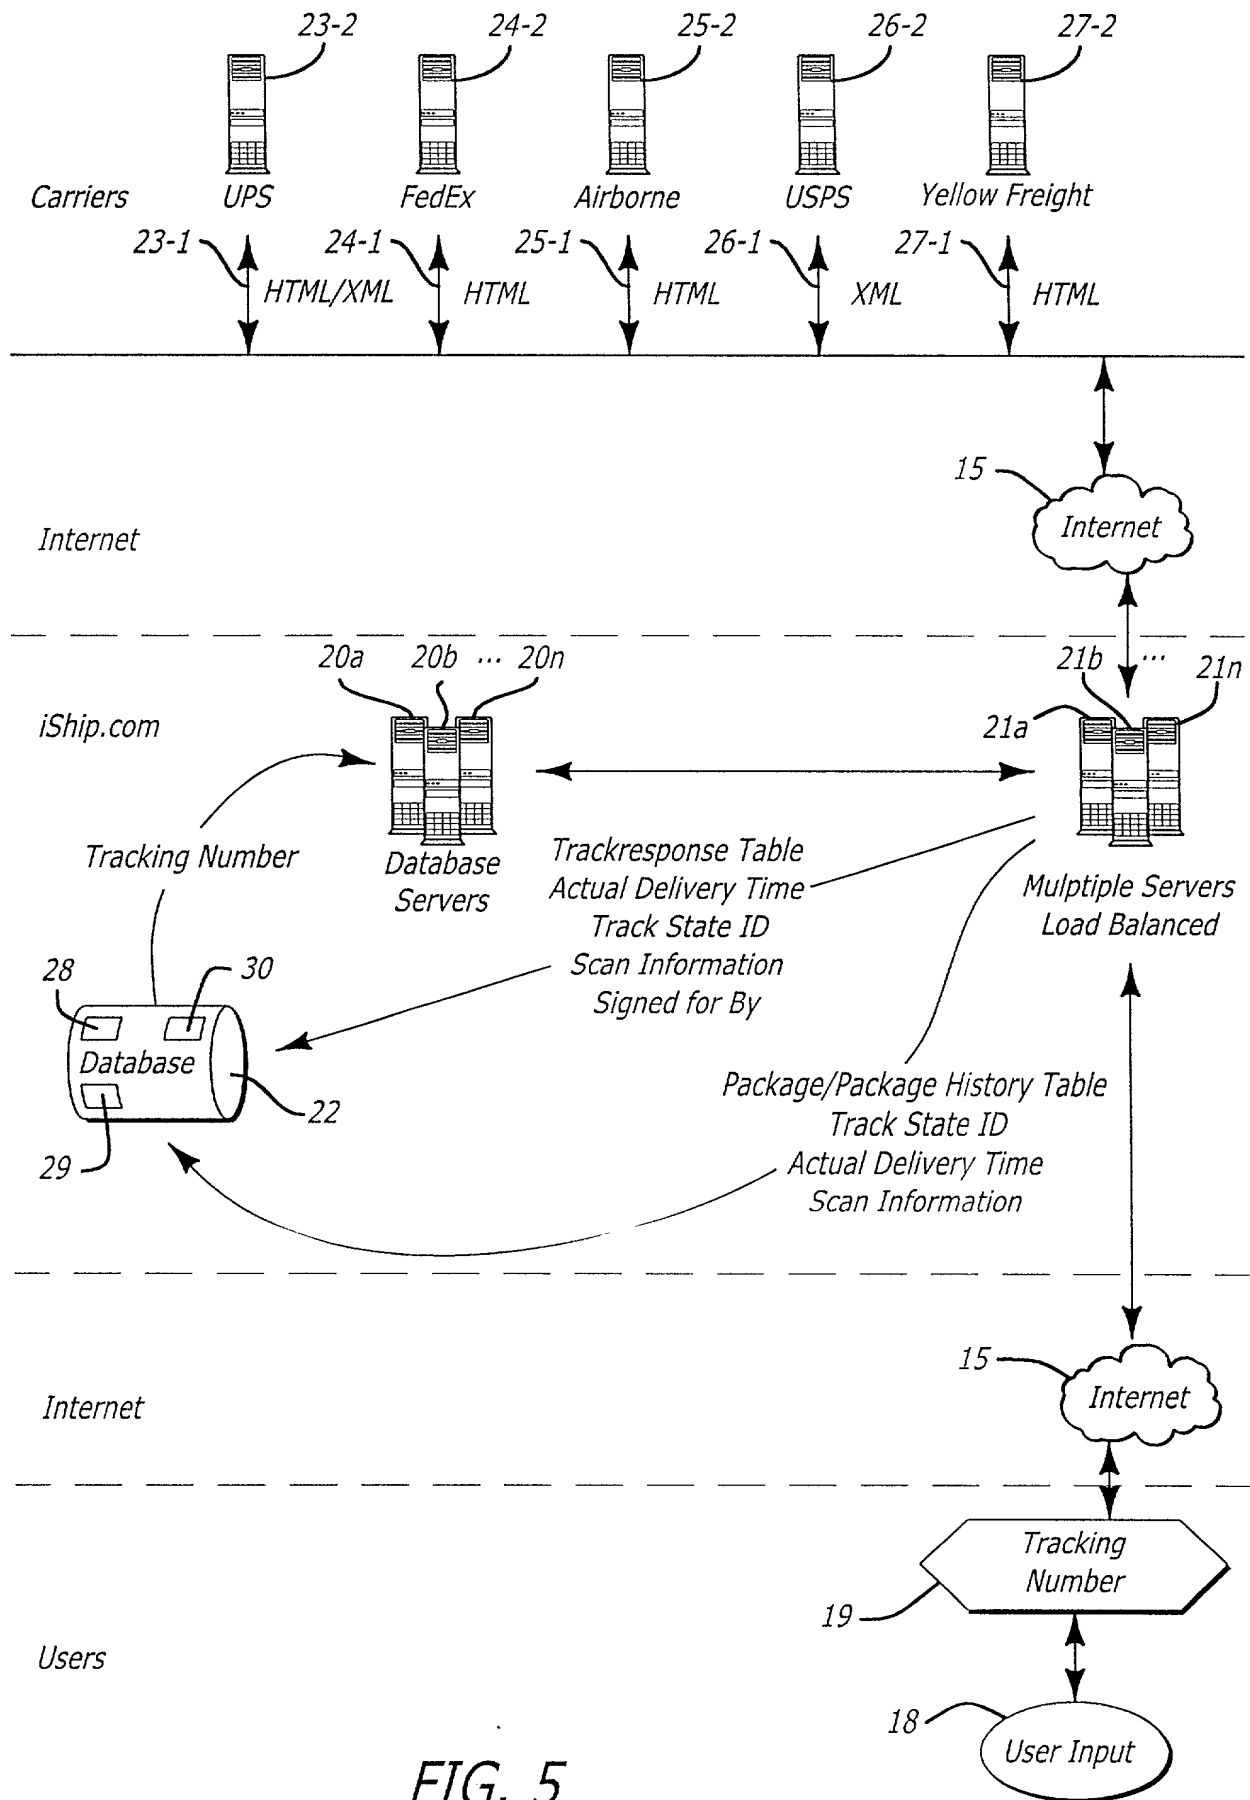 23-2 24-2 25-2 26-2 27-2
Carriers UPS FedEx Airborne USPS Yellow Freight
23-1 24-1 25-1 26-1 27-1
HTML/XML HTML HTML XML HTML
15
Internet
Internet
20a 20b ... 20n
21b ... 21n
21a
iShip.com
Tracking Number
Database
Servers
Trackresponse Table
Actual Delivery Time
Track State ID
Scan Information
Signed for By
Mulptiple Servers
Load Balanced
28 30
Database
22
29
Package/Package History Table
Track State ID
Actual Delivery Time
Scan Information
15
Internet
Internet
Tracking
Number
19
Users
18
User Input
FIG. 5